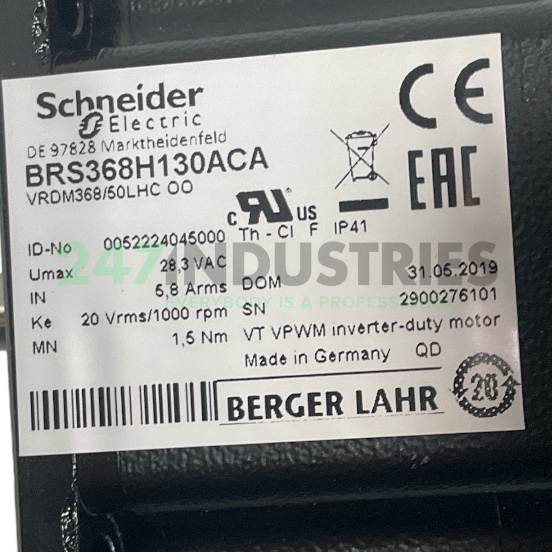 Schneider
Electric
CE
DE 97828 Marktheidenfeld
BRS368H130ACA
EAC
VRDM368/50LHC OO
c RU US
ID-No 0052224045000 Th - Cl F IP41
Umax 28,3 VAC
IN 5,8 Arms DOM 31.05.2019
Ke 20 Vrms/1000 rpm SN 2900276101
MN 1,5 Nm VT VPWM inverter-duty motor
Made in Germany QD
BERGER LAHR
20
247INDUSTRIES
EVERYBODY IS A PROFESSIONAL